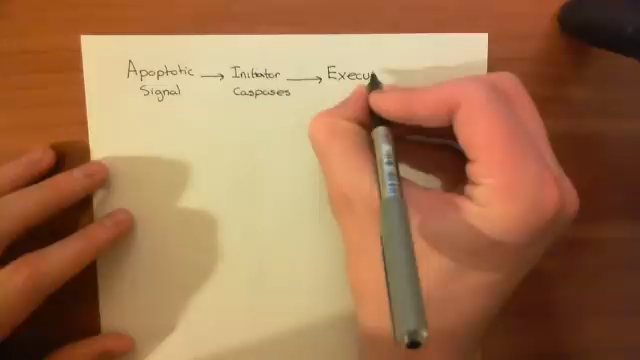 Apoptotic → Initiator → Execu
Signal Caspases